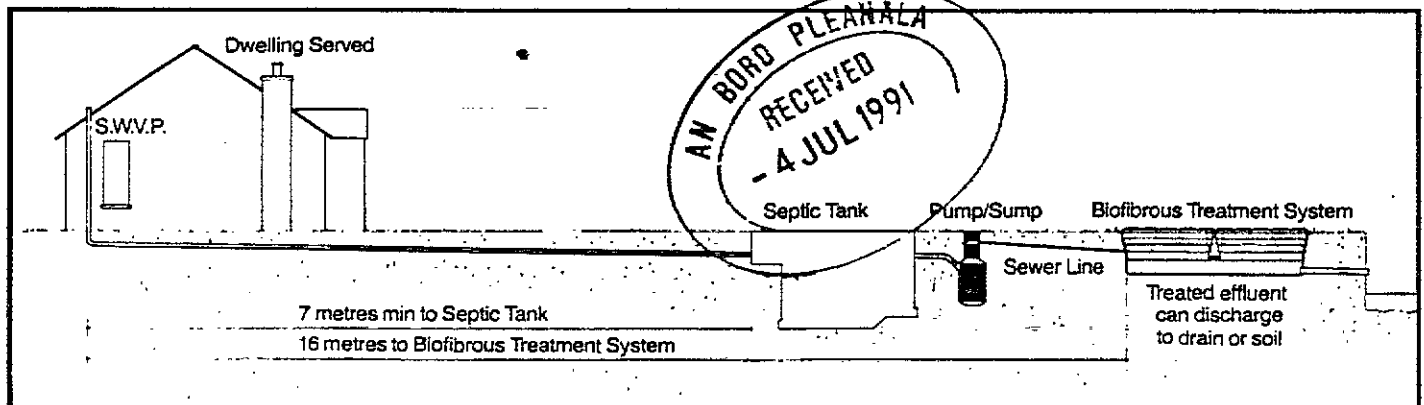 Dwelling Served
S.W.V.P.
AN BORD PLEANALA
RECEIVED
- 4 JUL 1991
Septic Tank
Pump/Sump
Biofibrous Treatment System
Sewer Line
7 metres min to Septic Tank
16 metres to Biofibrous Treatment System
Treated effluent
can discharge
to drain or soil